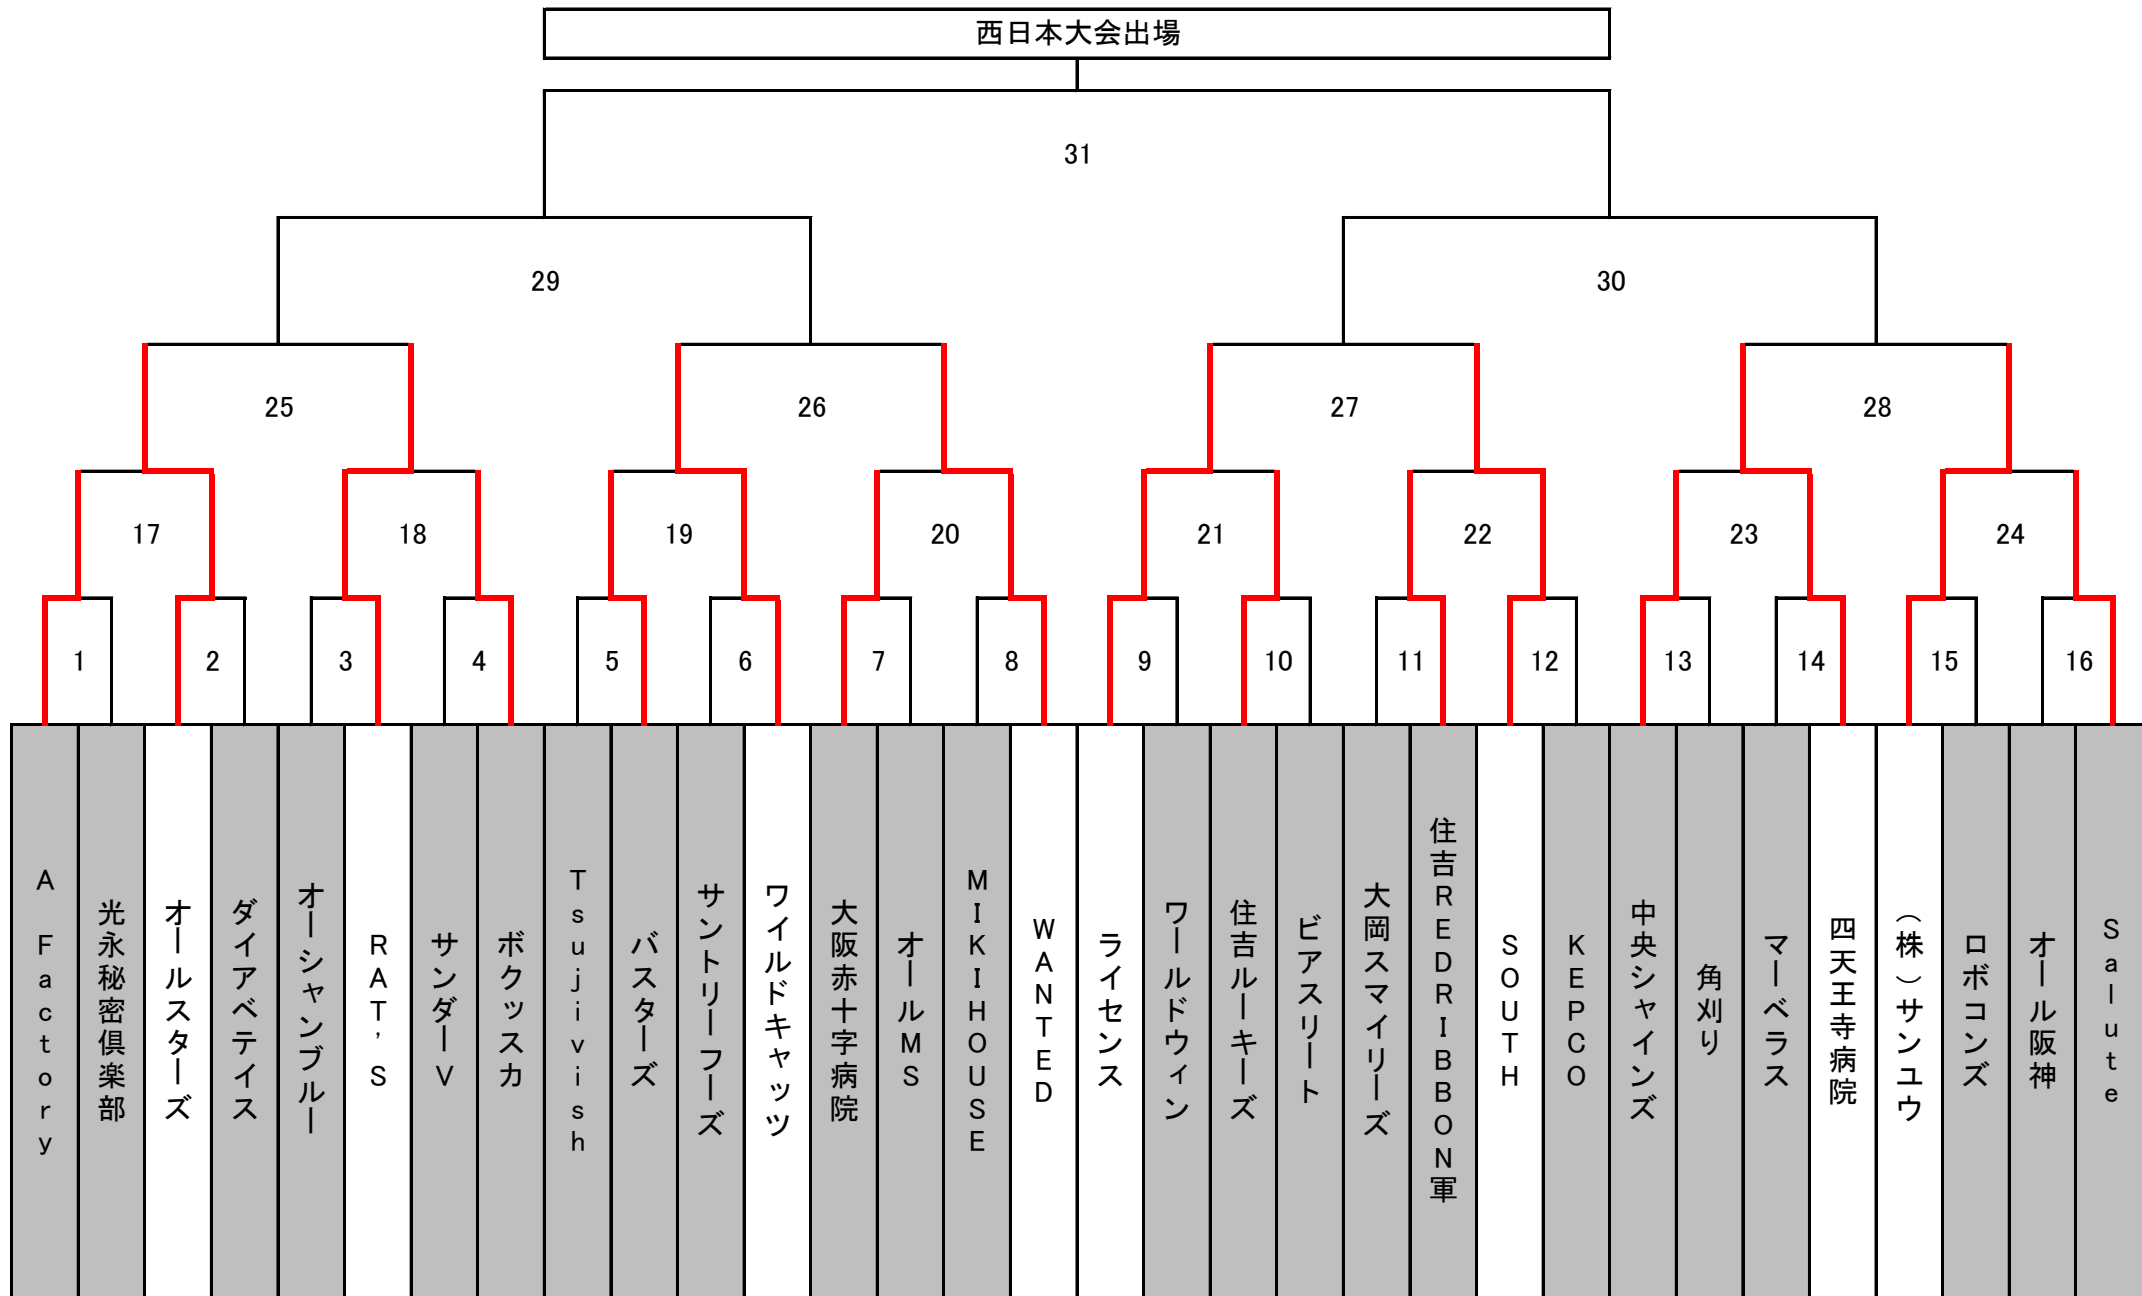 西日本大会出場
31
29
30
25
26
27
28
17
18
19
20
21
22
23
24
1
2
3
4
5
6
7
8
9
10
11
12
13
14
15
16
A Factory
光永秘密倶楽部
オールスターズ
ダイアベテイス
オーシャンブルー
RAT'S
サンダーV
ボクッスカ
Tsujivish
バスターズ
サントリーフーズ
ワイルドキャッツ
大阪赤十字病院
オールMS
MIKIHOUSE
WANTED
ライセンス
ワールドウィン
住吉ルーキーズ
ビアスリート
大岡スマイリーズ
住吉REDRIBBON軍
SOUTH
KEPCO
中央シャインズ
角刈り
マーベラス
四天王寺病院
（株）サンユウ
ロボコンズ
オール阪神
Salute